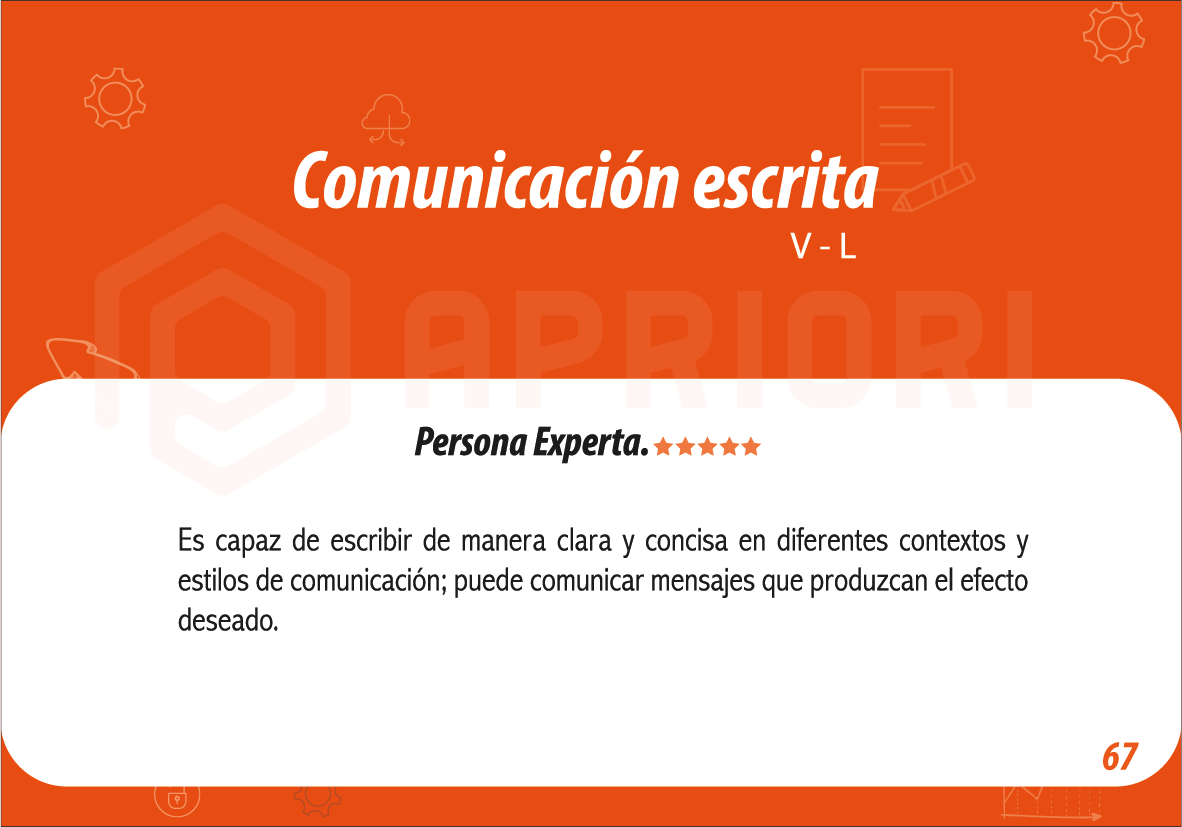 Comunicación escrita
V - L
APRIORI
Persona Experta.
Es capaz de escribir de manera clara y concisa en diferentes contextos y
estilos de comunicación; puede comunicar mensajes que produzcan el efecto
deseado.
67